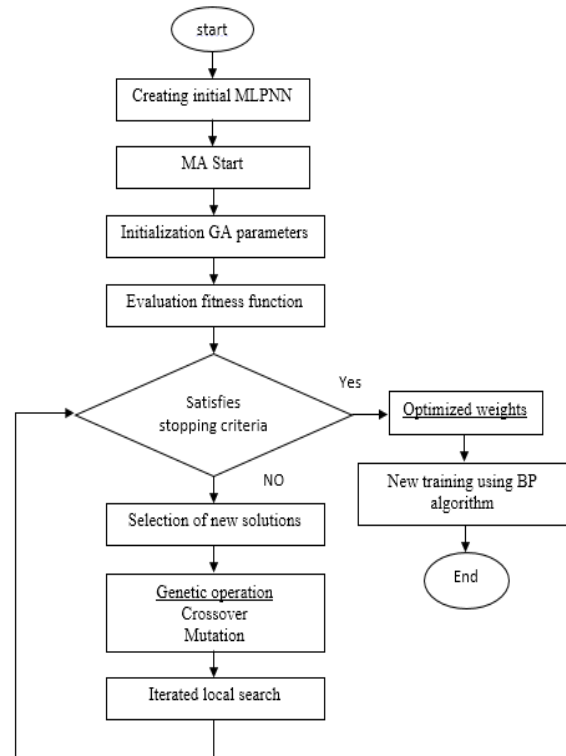 start
Creating initial MLPNN
MA Start
Initialization GA parameters
Evaluation fitness function
Satisfies
stopping criteria
Yes
Optimized weights
New training using BP
algorithm
End
NO
Selection of new solutions
Genetic operation
Crossover
Mutation
Iterated local search